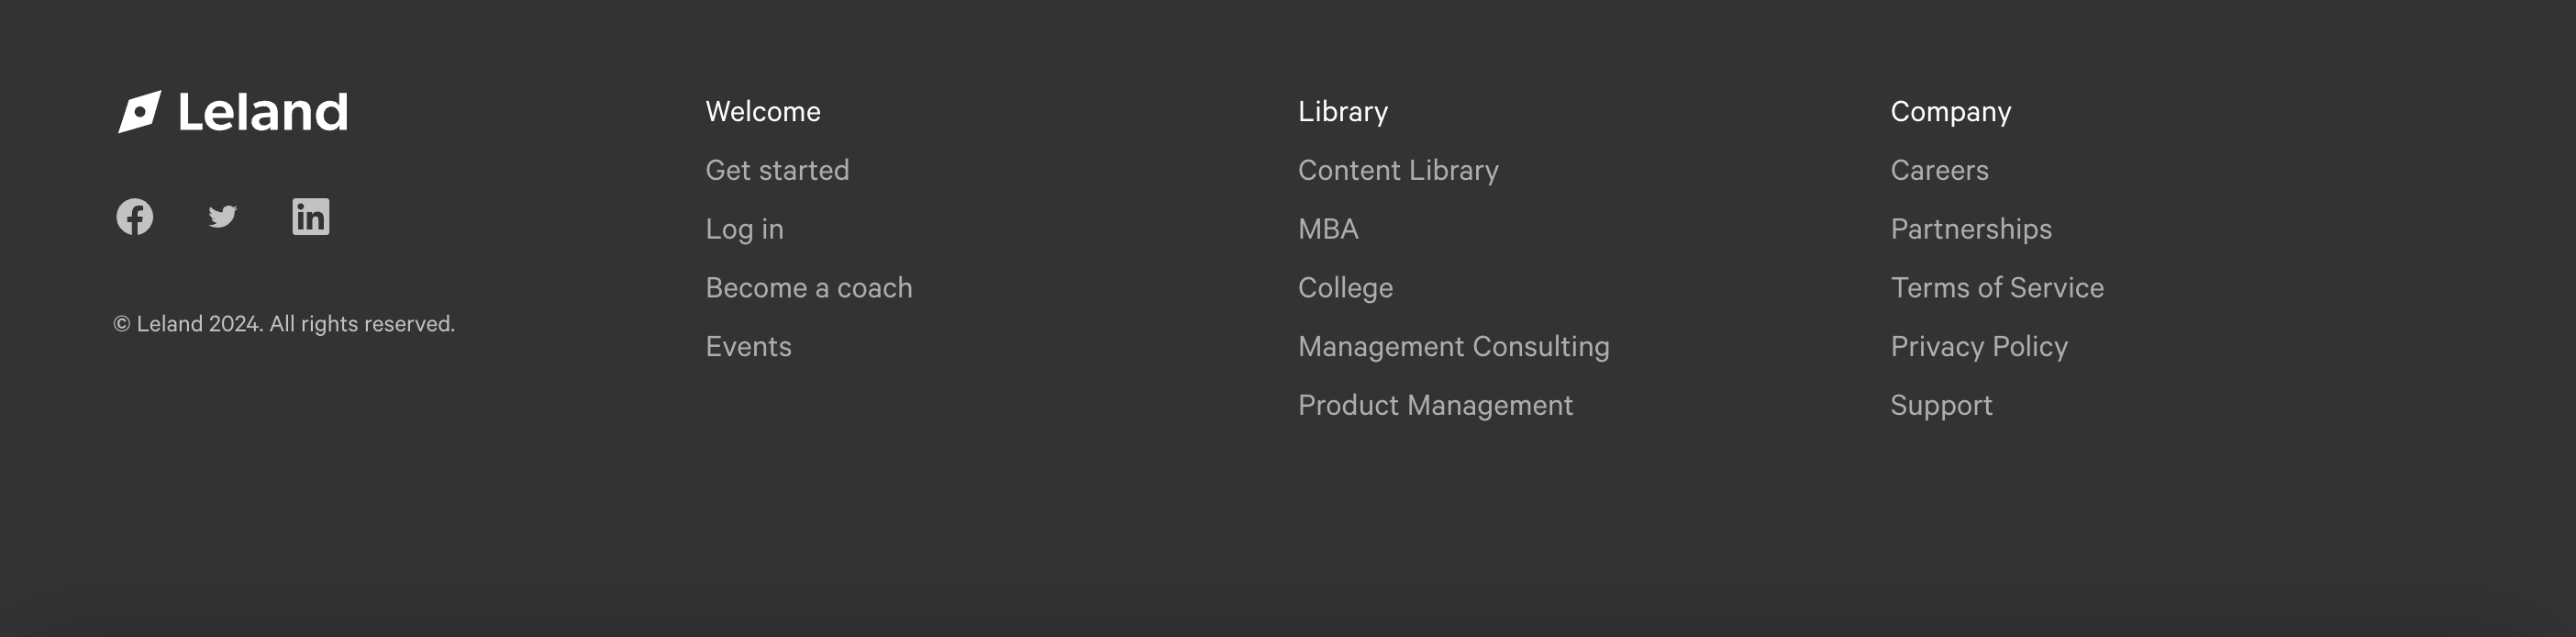 Leland
© Leland 2024. All rights reserved.
Welcome
Get started
Log in
Become a coach
Events
Library
Content Library
MBA
College
Management Consulting
Product Management
Company
Careers
Partnerships
Terms of Service
Privacy Policy
Support